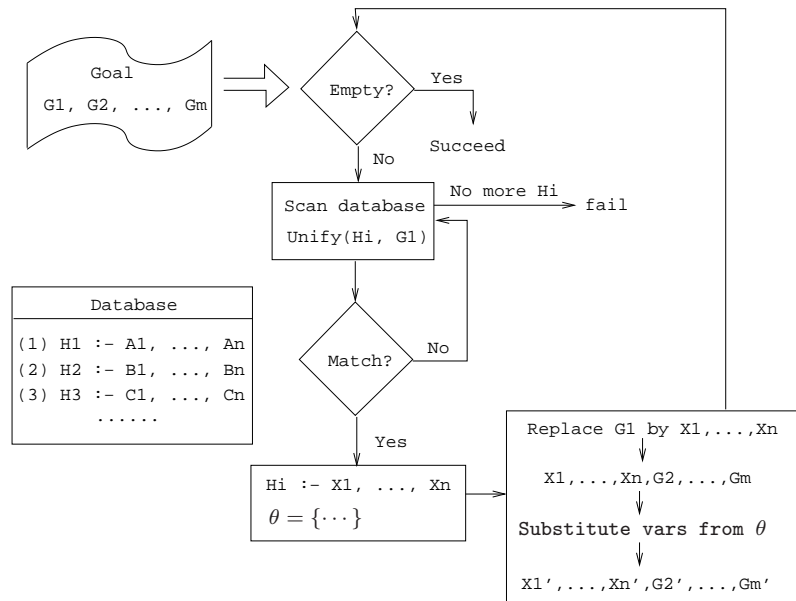 Goal
G1, G2, ..., Gm
Empty?
Yes
Succeed
No
Scan database
Unify(Hi, G1)
No more Hi
fail
Database
(1) H1 :- A1, ..., An
(2) H2 :- B1, ..., Bn
(3) H3 :- C1, ..., Cn
......
Match?
No
Yes
Hi :- X1, ..., Xn
θ = {⋯}
Replace G1 by X1,...,Xn
X1,...,Xn,G2,...,Gm
Substitute vars from θ
X1',...,Xn',G2',...,Gm'